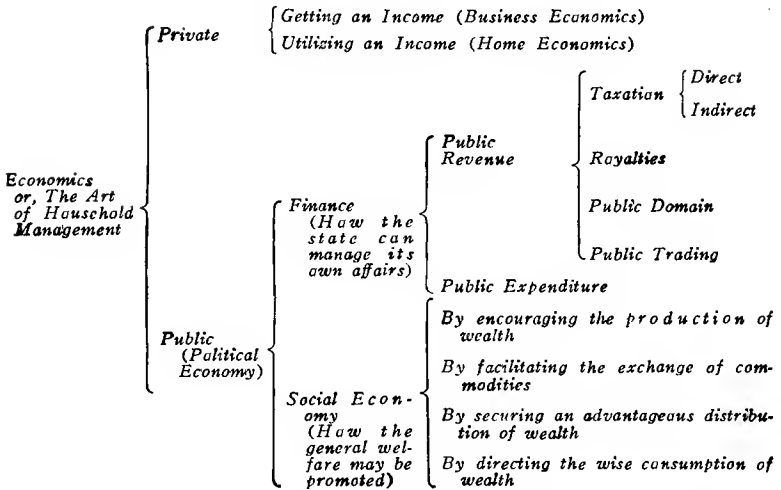 Getting an Income (Business Economics)
Private
Utilizing an Income (Home Economics)
Direct
Taxation
Indirect
Public
Revenue
Royalties
Economics
or, The Art
of Household
Management
Finance
(How the
state can
manage its
own affairs)
Public Domain
Public Trading
Public Expenditure
Public
(Political
Economy)
By encouraging the production of
wealth
By facilitating the exchange of com-
modities
Social Econ-
omy
(How the
general wel-
fare may be
promoted)
By securing an advantageous distribu-
tion of wealth
By directing the wise consumption of
wealth